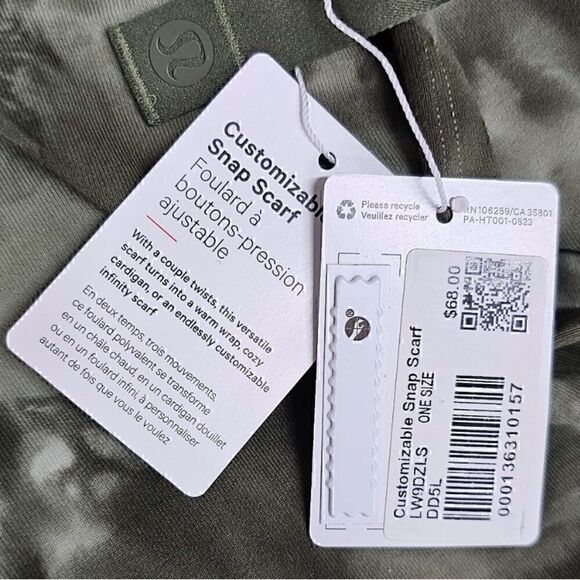 Customizable
Snap Scarf
Foulard à
boutons-pression
ajustable
With a couple twists, this versatile
scarf turns into a warm wrap, cozy
cardigan, or an endlessly customizable
infinity scarf
En deux temps, trois mouvements,
ce foulard polyvalent se transforme
en un châle chaud, en un cardigan douillet
ou en un foulard infini, à personnaliser
autant de fois que vous le voulez
Please recycle
Veuillez recycler
RN106259/CA 35801
PA-HT001-0823
$68.00
Customizable Snap Scarf
LW9DZLS ONE SIZE
DD5L
000136310157
®